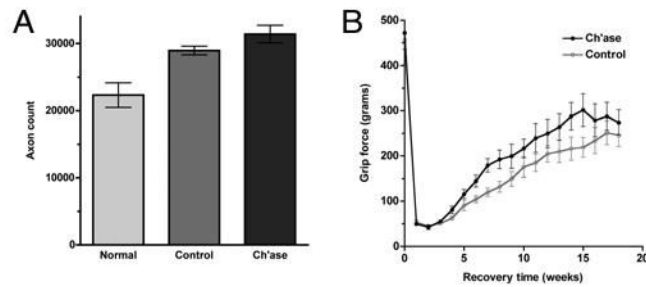 A
Axon count
30000
20000
10000
0
Normal Control Ch'ase
B
Grip force (grams)
500
400
300
200
100
0
0 5 10 15 20
Recovery time (weeks)
Ch'ase
Control